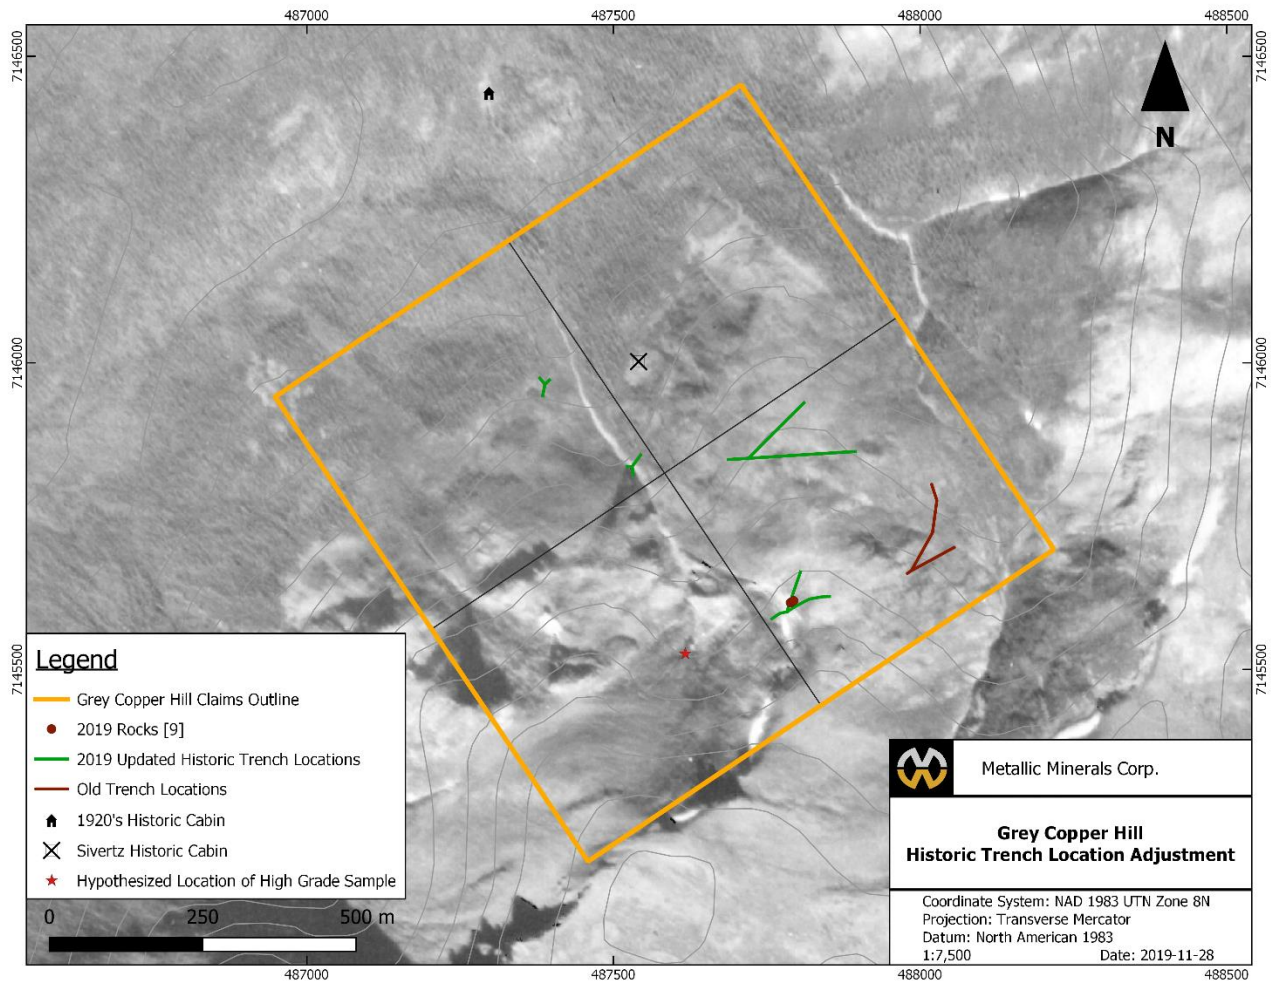 487000
487500
488000
488500
7146500
7146500
N
7146000
7146000
7145500
7145500
Legend
Grey Copper Hill Claims Outline
2019 Rocks [9]
2019 Updated Historic Trench Locations
Old Trench Locations
1920's Historic Cabin
Sivertz Historic Cabin
Hypothesized Location of High Grade Sample
0
250
500 m
Metallic Minerals Corp.
Grey Copper Hill
Historic Trench Location Adjustment
Coordinate System: NAD 1983 UTN Zone 8N
Projection: Transverse Mercator
Datum: North American 1983
1:7,500 Date: 2019-11-28
487000
487500
488000
488500